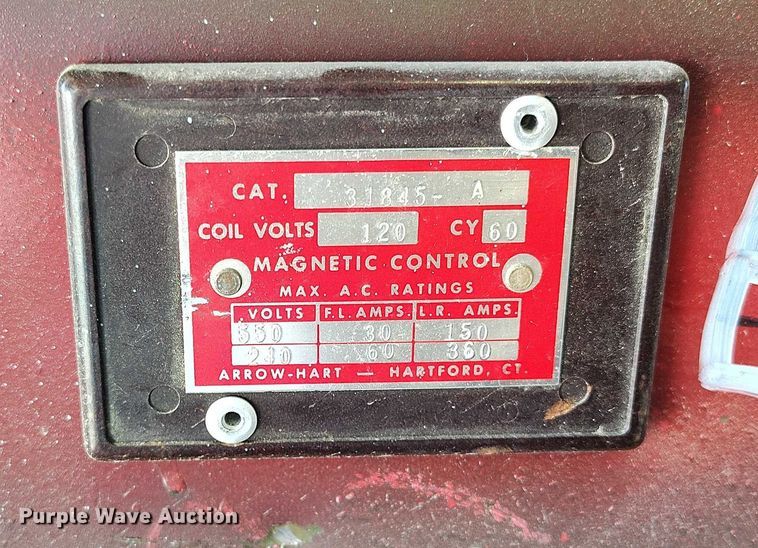 CAT. 31845- A
COIL VOLTS 120 CY 60
MAGNETIC CONTROL
MAX. A.C. RATINGS
VOLTS F.L. AMPS. L.R. AMPS.
550 30 150
240 60 360
ARROW-HART — HARTFORD, CT.
Purple Wave Auction